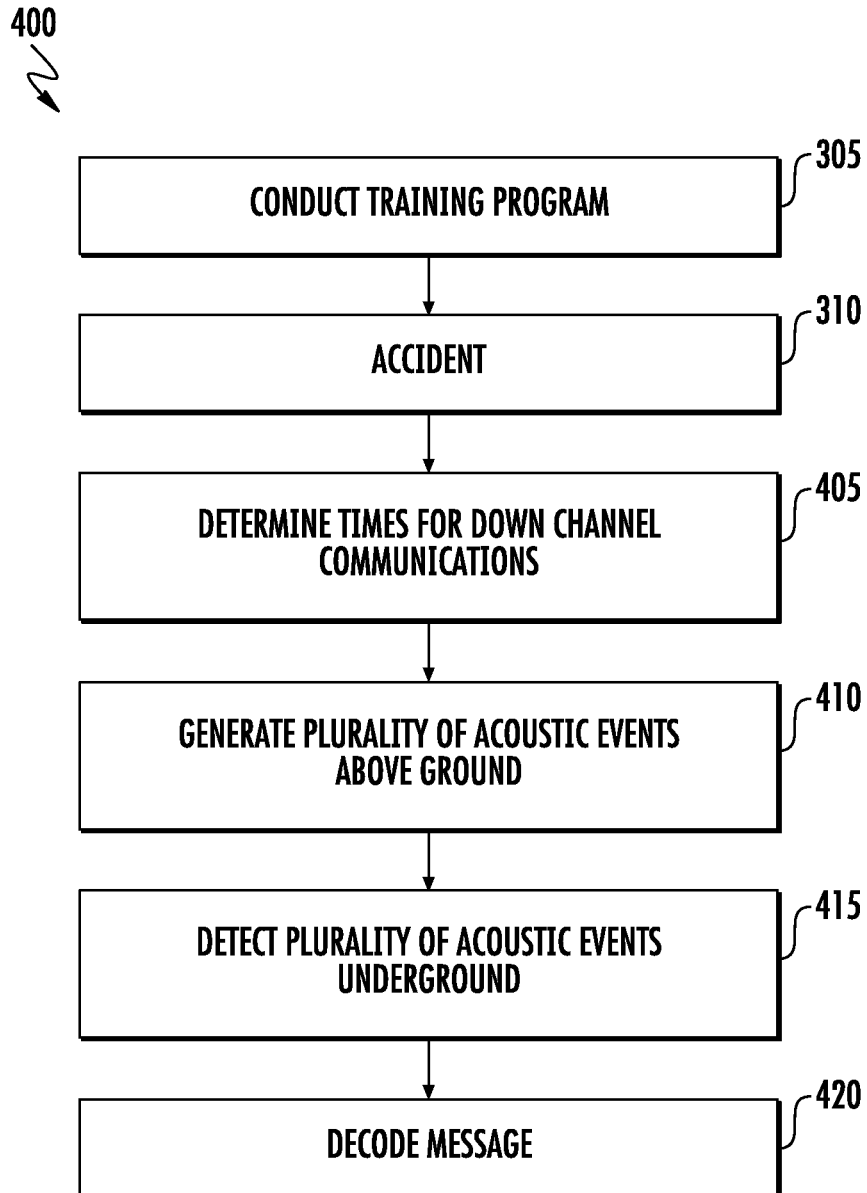 400
305
CONDUCT TRAINING PROGRAM
310
ACCIDENT
405
DETERMINE TIMES FOR DOWN CHANNEL
COMMUNICATIONS
410
GENERATE PLURALITY OF ACOUSTIC EVENTS
ABOVE GROUND
415
DETECT PLURALITY OF ACOUSTIC EVENTS
UNDERGROUND
420
DECODE MESSAGE